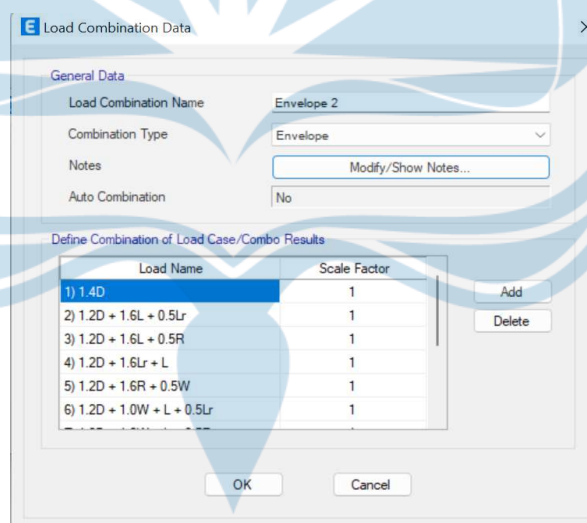 E Load Combination Data
General Data
Load Combination Name Envelope 2
Combination Type Envelope
Notes Modify/Show Notes...
Auto Combination No
Define Combination of Load Case/Combo Results
Load Name Scale Factor
1) 1.4D 1 Add
2) 1.2D + 1.6L + 0.5Lr 1 Delete
3) 1.2D + 1.6L + 0.5R 1
4) 1.2D + 1.6Lr + L 1
5) 1.2D + 1.6R + 0.5W 1
6) 1.2D + 1.0W + L + 0.5Lr 1
OK Cancel